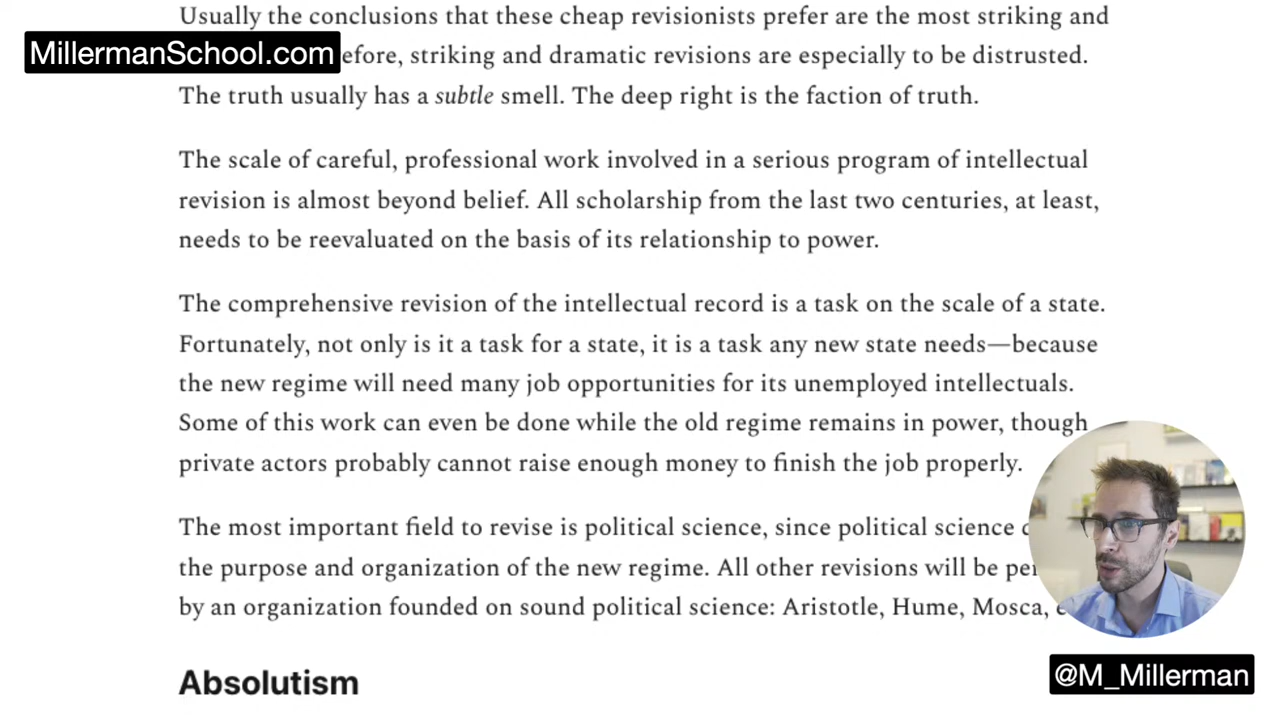 Usually the conclusions that these cheap revisionists prefer are the most striking and
MillermanSchool.com
efore, striking and dramatic revisions are especially to be distrusted.
The truth usually has a subtle smell. The deep right is the faction of truth.
The scale of careful, professional work involved in a serious program of intellectual
revision is almost beyond belief. All scholarship from the last two centuries, at least,
needs to be reevaluated on the basis of its relationship to power.
The comprehensive revision of the intellectual record is a task on the scale of a state.
Fortunately, not only is it a task for a state, it is a task any new state needs—because
the new regime will need many job opportunities for its unemployed intellectuals.
Some of this work can even be done while the old regime remains in power, though
private actors probably cannot raise enough money to finish the job properly.
The most important field to revise is political science, since political science
the purpose and organization of the new regime. All other revisions will be
by an organization founded on sound political science: Aristotle, Hume, Mosca,
Absolutism
@M_Millerman